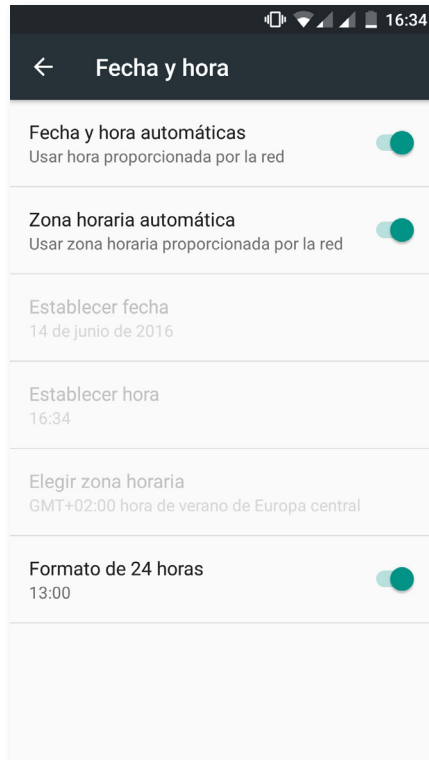 16:34
Fecha y hora
Fecha y hora automáticas
Usar hora proporcionada por la red
Zona horaria automática
Usar zona horaria proporcionada por la red
Establecer fecha
14 de junio de 2016
Establecer hora
16:34
Elegir zona horaria
GMT+02:00 hora de verano de Europa central
Formato de 24 horas
13:00